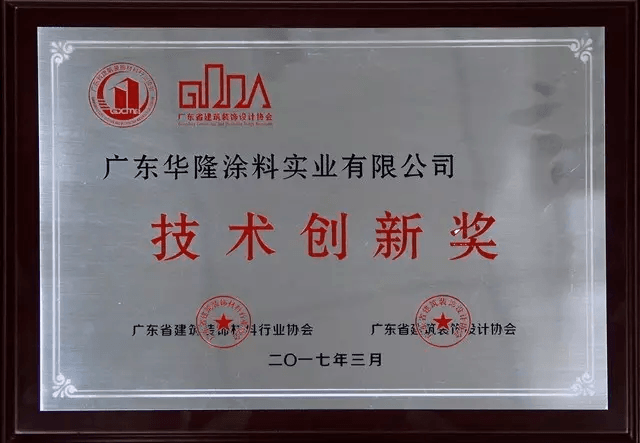 GDCMA
广东省建筑装饰设计协会
广东华隆涂料实业有限公司
技术创新奖
广东省建筑装饰材料行业协会
广东省建筑装饰设计协会
二〇一七年三月